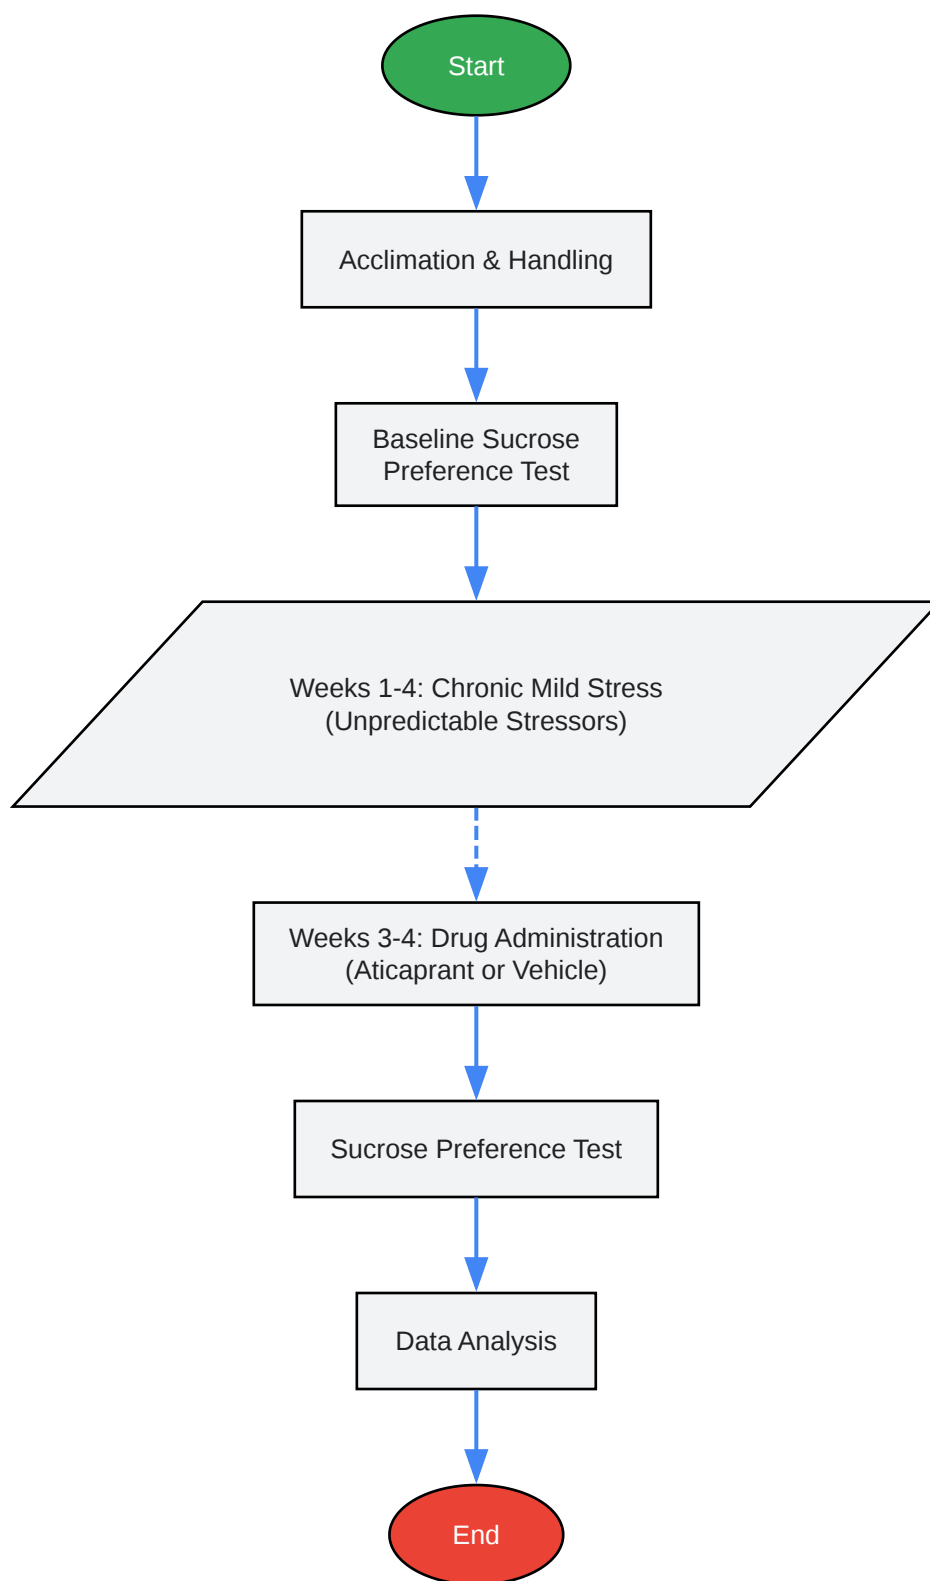 Start
Acclimation & Handling
Baseline Sucrose
Preference Test
Weeks 1-4: Chronic Mild Stress
(Unpredictable Stressors)
Weeks 3-4: Drug Administration
(Aticaprant or Vehicle)
Sucrose Preference Test
Data Analysis
End